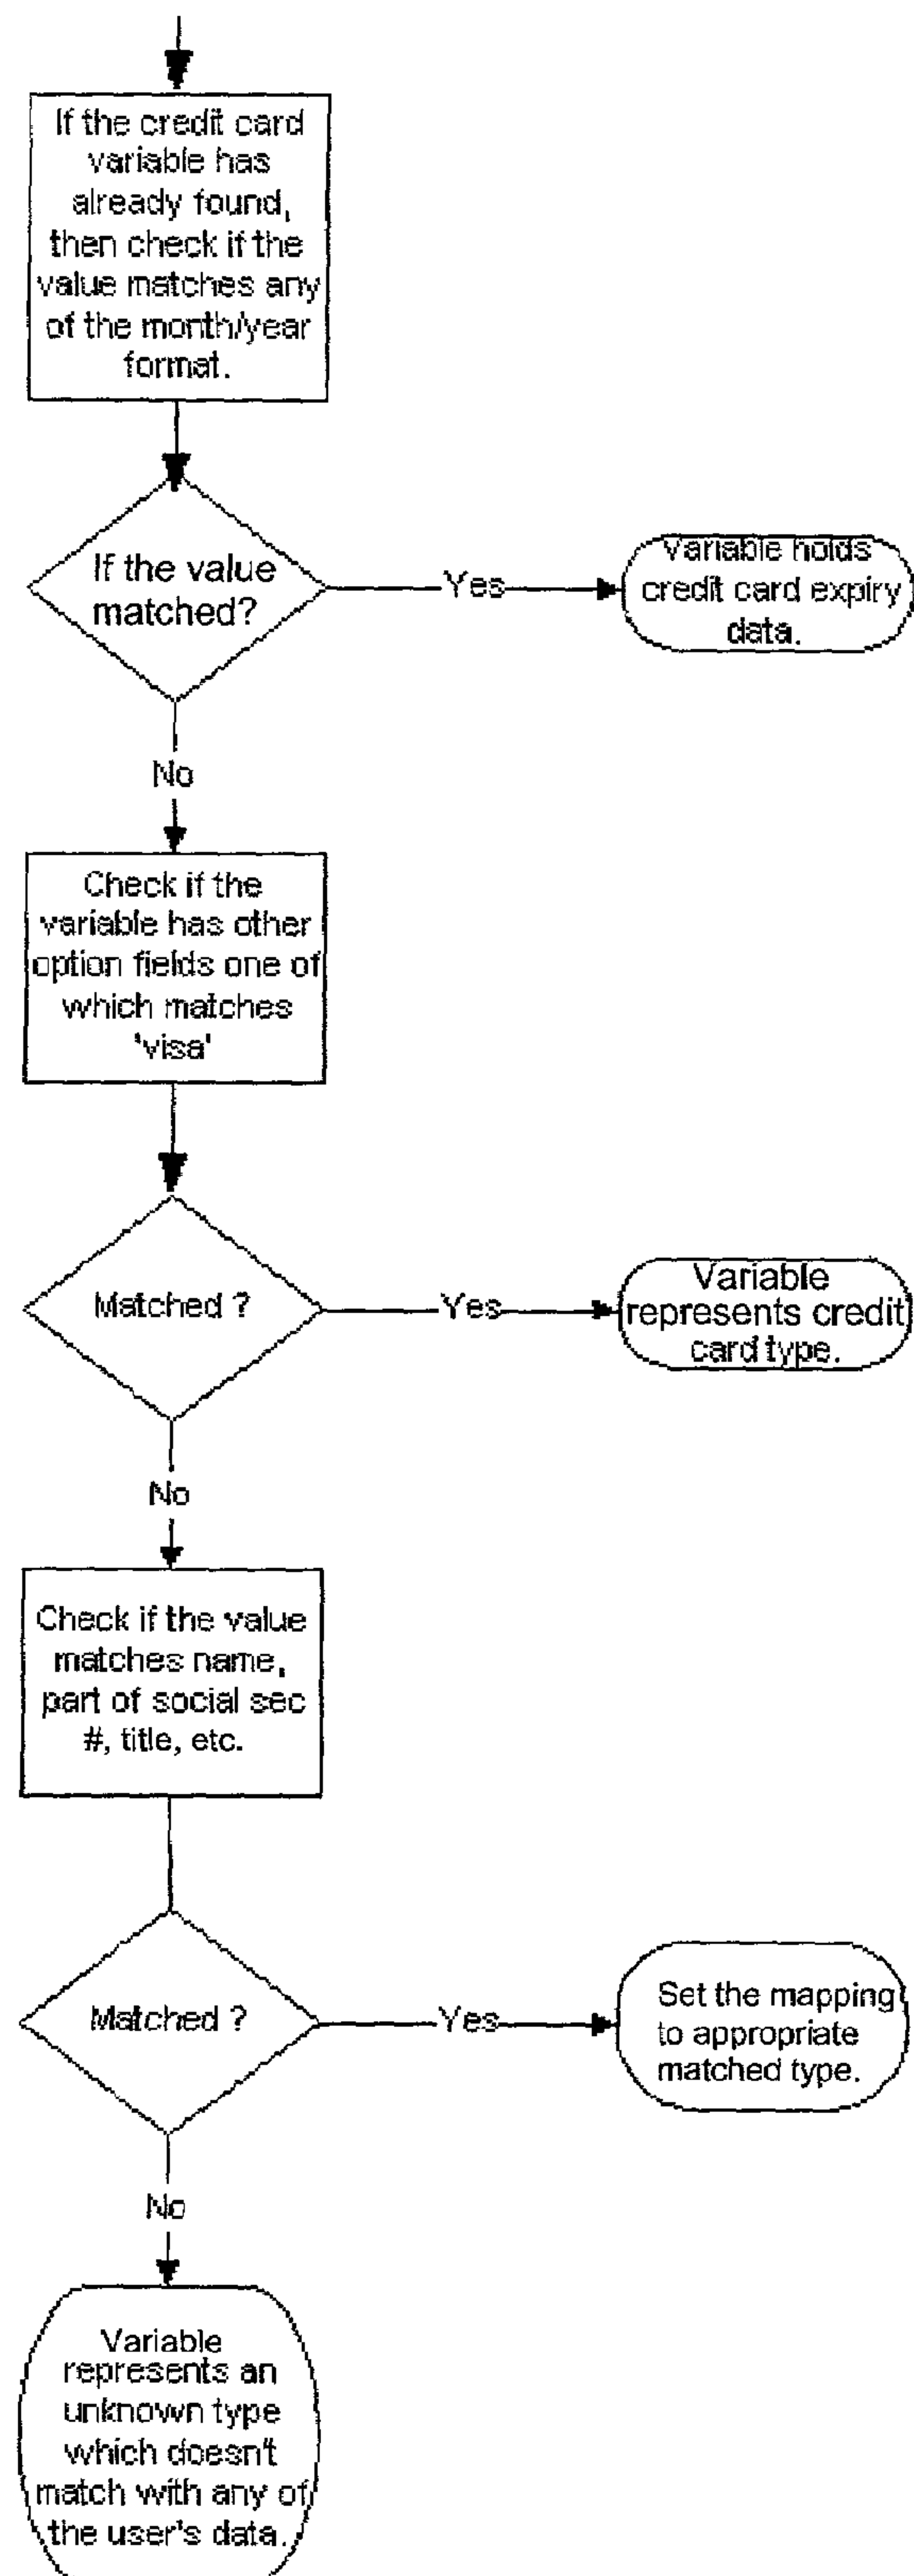 If the credit card
variable has
already found,
then check if the
value matches any
of the month/year
format.
If the value
matched?
Yes
Variable holds
credit card expiry
data.
No
Check if the
variable has other
option fields one of
which matches
'visa'
Matched ?
Yes
Variable
represents credit
card type.
No
Check if the value
matches name,
part of social sec
#, title, etc.
Matched ?
Yes
Set the mapping
to appropriate
matched type.
No
Variable
represents an
unknown type
which doesn't
match with any of
the user's data.